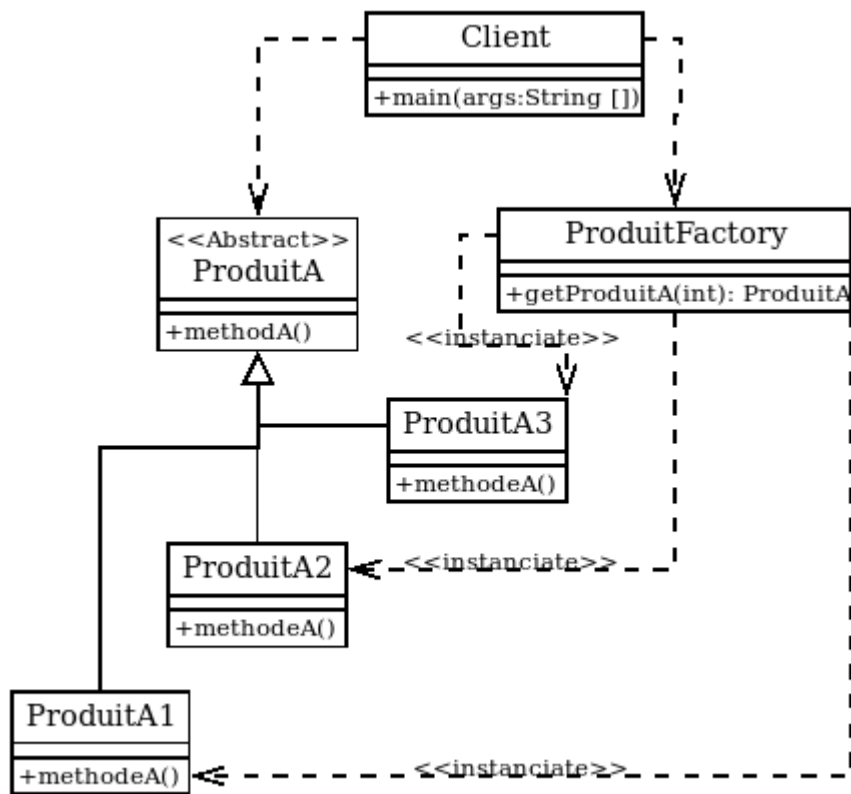 Client
+main(args:String [])
<<Abstract>>
ProduitA
+methodA()
ProduitFactory
+getProduitA(int): ProduitA
<<instanciate>>
ProduitA3
+methodeA()
ProduitA2
+methodeA()
<<instanciate>>
ProduitA1
+methodeA()
<<instanciate>>